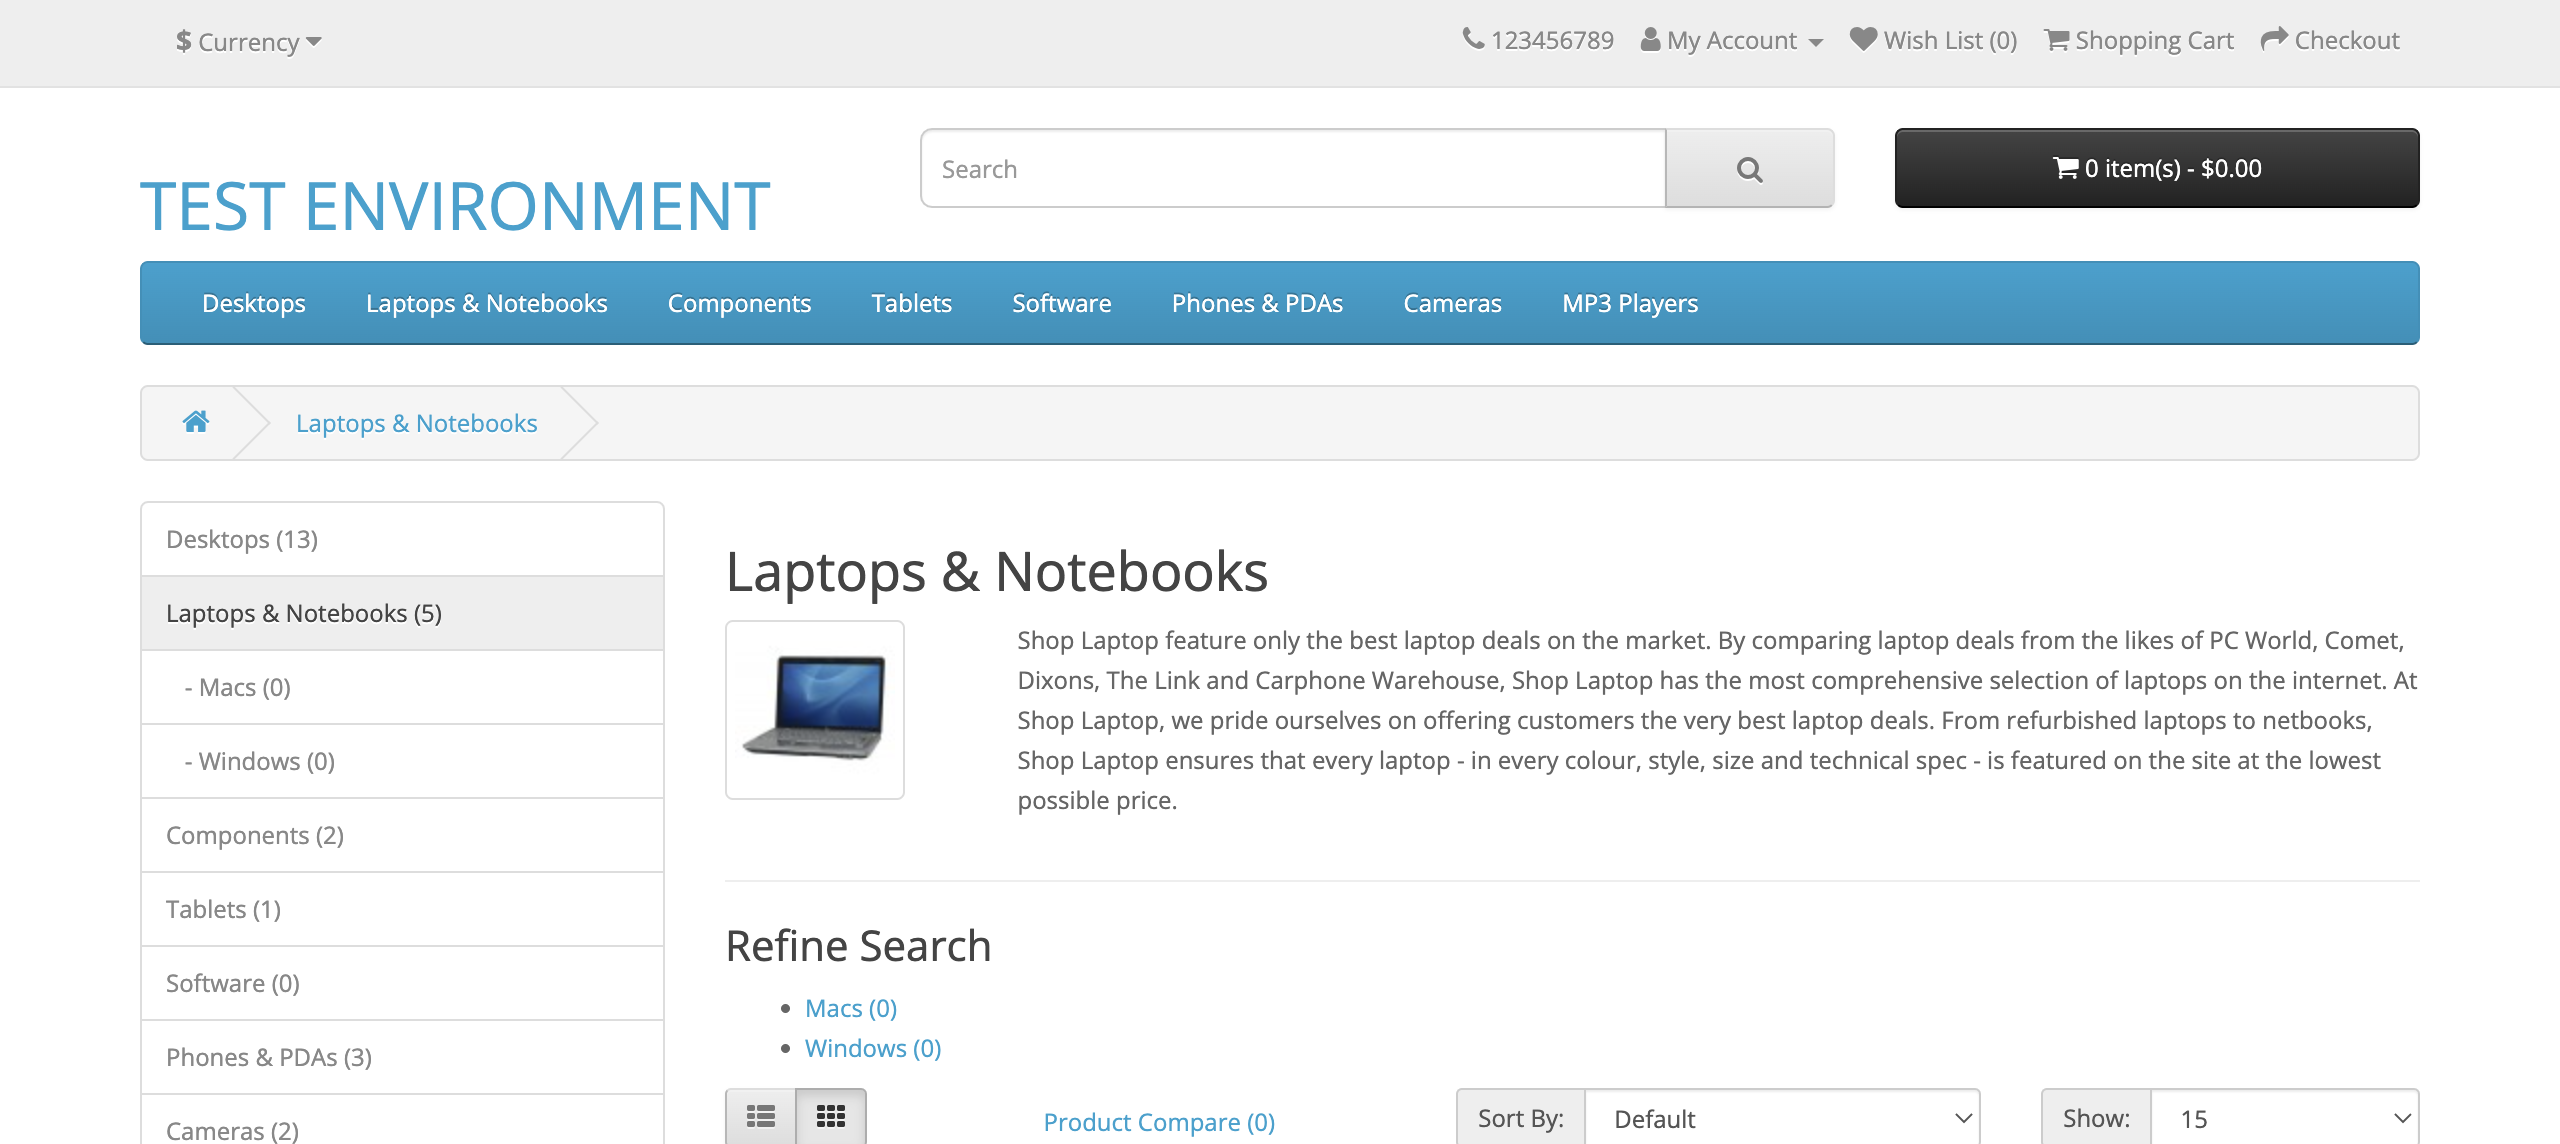 $ Currency
123456789 My Account Wish List (0) Shopping Cart Checkout
TEST ENVIRONMENT
Search
0 item(s) - $0.00
Desktops Laptops & Notebooks Components Tablets Software Phones & PDAs Cameras MP3 Players
Laptops & Notebooks
Desktops (13)
Laptops & Notebooks (5)
- Macs (0)
- Windows (0)
Components (2)
Tablets (1)
Software (0)
Phones & PDAs (3)
Cameras (2)
Laptops & Notebooks
Shop Laptop feature only the best laptop deals on the market. By comparing laptop deals from the likes of PC World, Comet,
Dixons, The Link and Carphone Warehouse, Shop Laptop has the most comprehensive selection of laptops on the internet. At
Shop Laptop, we pride ourselves on offering customers the very best laptop deals. From refurbished laptops to netbooks,
Shop Laptop ensures that every laptop - in every colour, style, size and technical spec - is featured on the site at the lowest
possible price.
Refine Search
Macs (0)
Windows (0)
Product Compare (0)
Sort By: Default
Show: 15